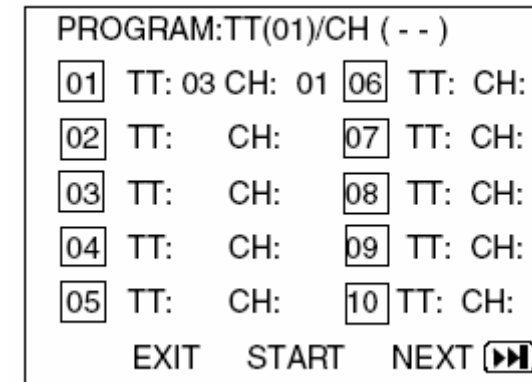 PROGRAM:TT(01)/CH ( - - )
01 TT: 03 CH: 01 06 TT: CH:
02 TT: CH: 07 TT: CH:
03 TT: CH: 08 TT: CH:
04 TT: CH: 09 TT: CH:
05 TT: CH: 10 TT: CH:
EXIT START NEXT